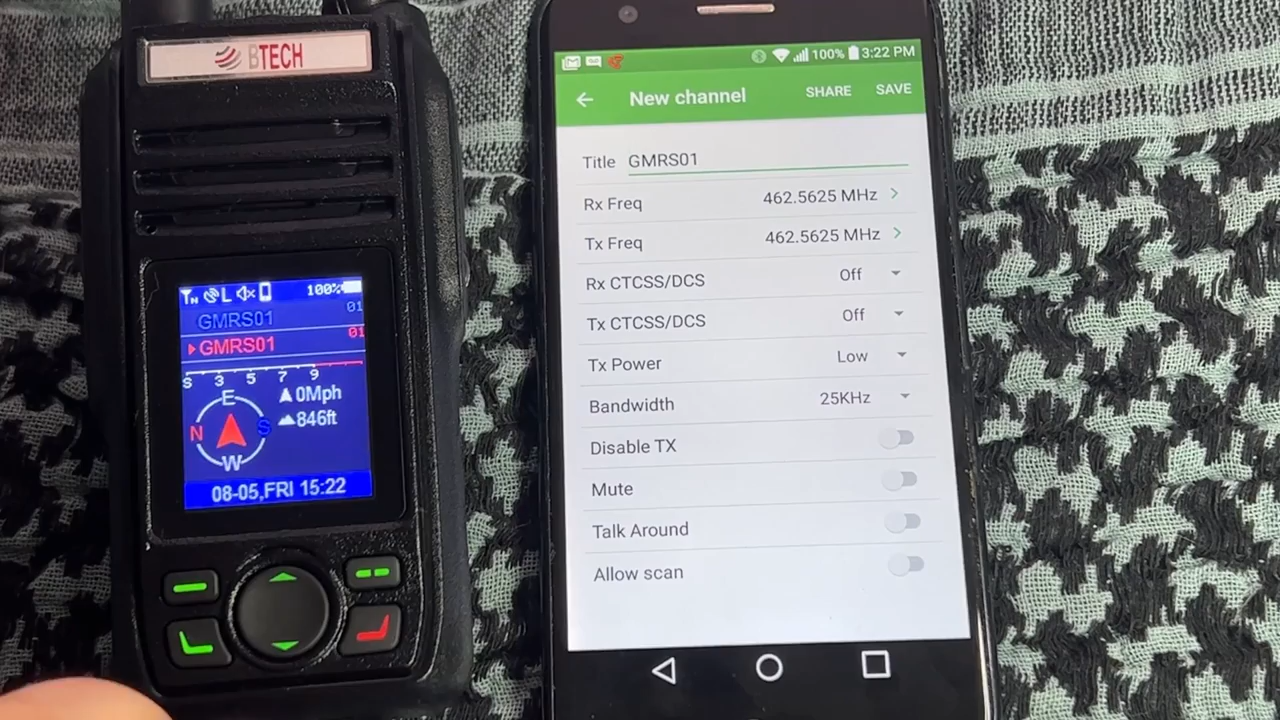 BTECH
TN L 100%
GMRS01 01
GMRS01 01
S 3 5 7 9
E
0Mph
N S
846ft
W
08-05,FRI 15:22
100% 3:22 PM
New channel SHARE SAVE
Title GMRS01
Rx Freq 462.5625 MHz
Tx Freq 462.5625 MHz
Rx CTCSS/DCS Off
Tx CTCSS/DCS Off
Tx Power Low
Bandwidth 25KHz
Disable TX
Mute
Talk Around
Allow scan